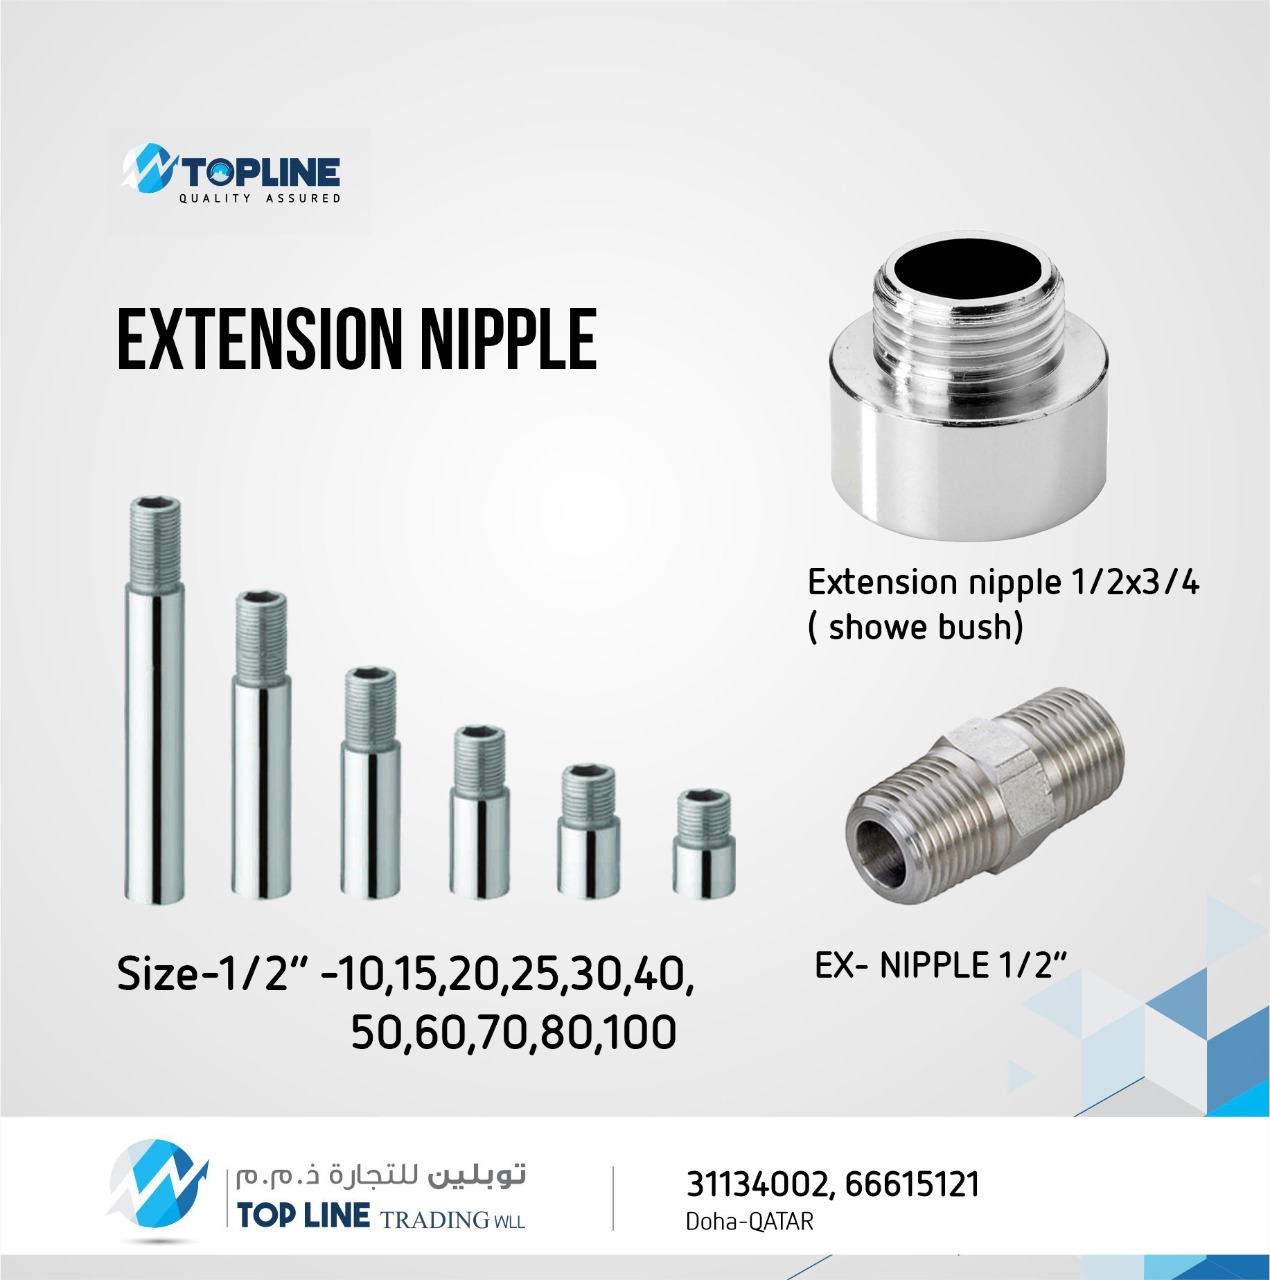 TOPLINE
QUALITY ASSURED
EXTENSION NIPPLE
Extension nipple 1/2x3/4
( showe bush)
Size-1/2” -10,15,20,25,30,40,
50,60,70,80,100
EX- NIPPLE 1/2”
توبلين للتجارة ذ.م.م
TOP LINE TRADING WLL
31134002, 66615121
Doha-QATAR